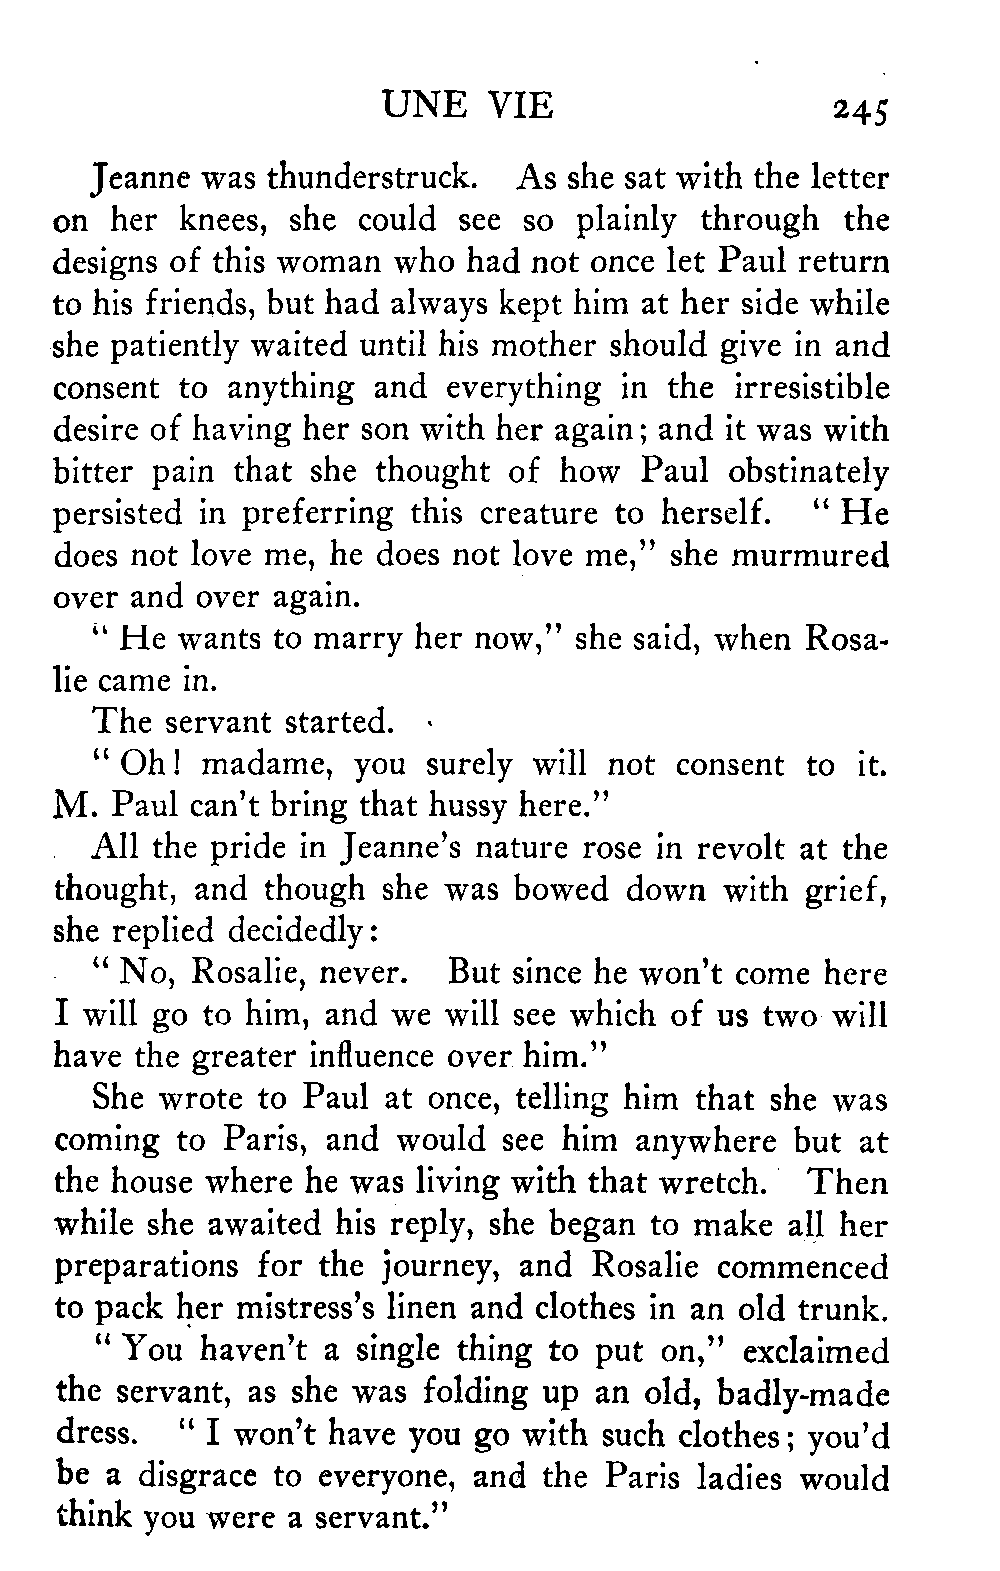 UNE VIE 245
Jeanne was thunderstruck. As she sat with the letter
on her knees, she could see so plainly through the
designs of this woman who had not once let Paul return
to his friends, but had always kept him at her side while
she patiently waited until his mother should give in and
consent to anything and everything in the irresistible
desire of having her son with her again; and it was with
bitter pain that she thought of how Paul obstinately
persisted in preferring this creature to herself. "He
does not love me, he does not love me," she murmured
over and over again.
"He wants to marry her now," she said, when Rosa-
lie came in.
The servant started.
"Oh! madame, you surely will not consent to it.
M. Paul can't bring that hussy here."
All the pride in Jeanne's nature rose in revolt at the
thought, and though she was bowed down with grief,
she replied decidedly:
"No, Rosalie, never. But since he won't come here
I will go to him, and we will see which of us two will
have the greater influence over him."
She wrote to Paul at once, telling him that she was
coming to Paris, and would see him anywhere but at
the house where he was living with that wretch. Then
while she awaited his reply, she began to make all her
preparations for the journey, and Rosalie commenced
to pack her mistress's linen and clothes in an old trunk.
"You haven't a single thing to put on," exclaimed
the servant, as she was folding up an old, badly-made
dress. "I won't have you go with such clothes; you'd
be a disgrace to everyone, and the Paris ladies would
think you were a servant."